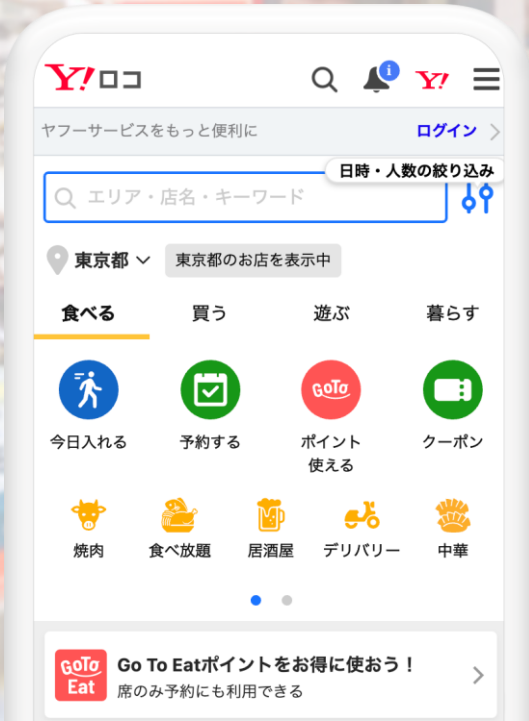 Y!ロコ
i
Y!
ヤフーサービスをもっと便利に ログイン
日時・人数の絞り込み
エリア・店名・キーワード
東京都 東京都のお店を表示中
食べる 買う 遊ぶ 暮らす
GoTo
今日入れる 予約する ポイント クーポン
使える
焼肉 食べ放題 居酒屋 デリバリー 中華
GoTo Go To Eatポイントをお得に使おう！
Eat 席のみ予約にも利用できる